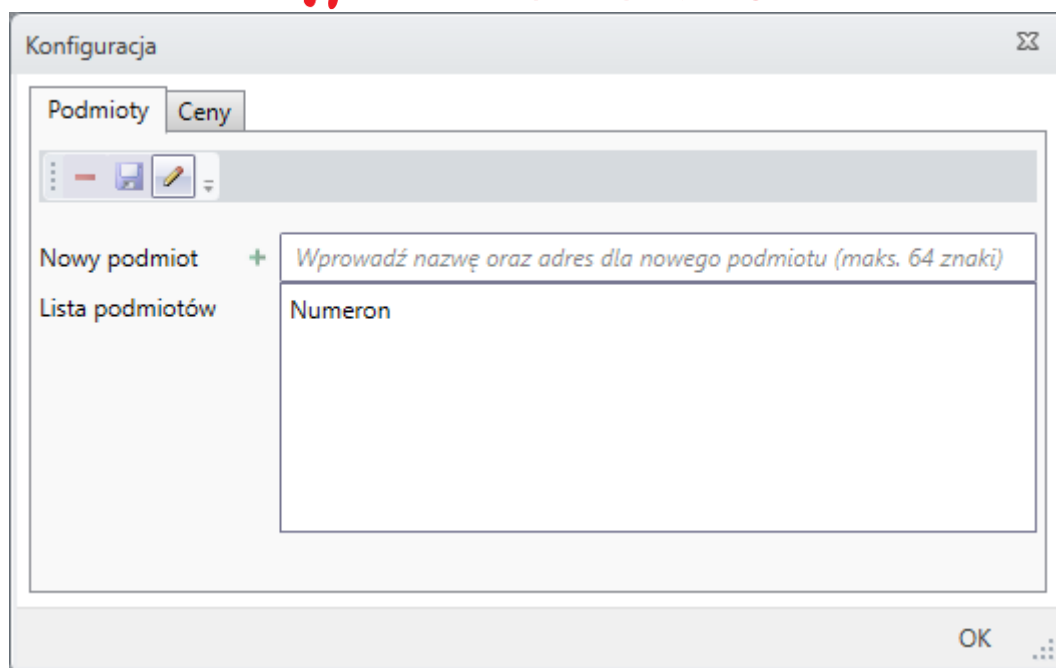 Konfiguracja
Podmioty Ceny
Nowy podmiot Wprowadź nazwę oraz adres dla nowego podmiotu (maks. 64 znaki)
Lista podmiotów Numeron
OK